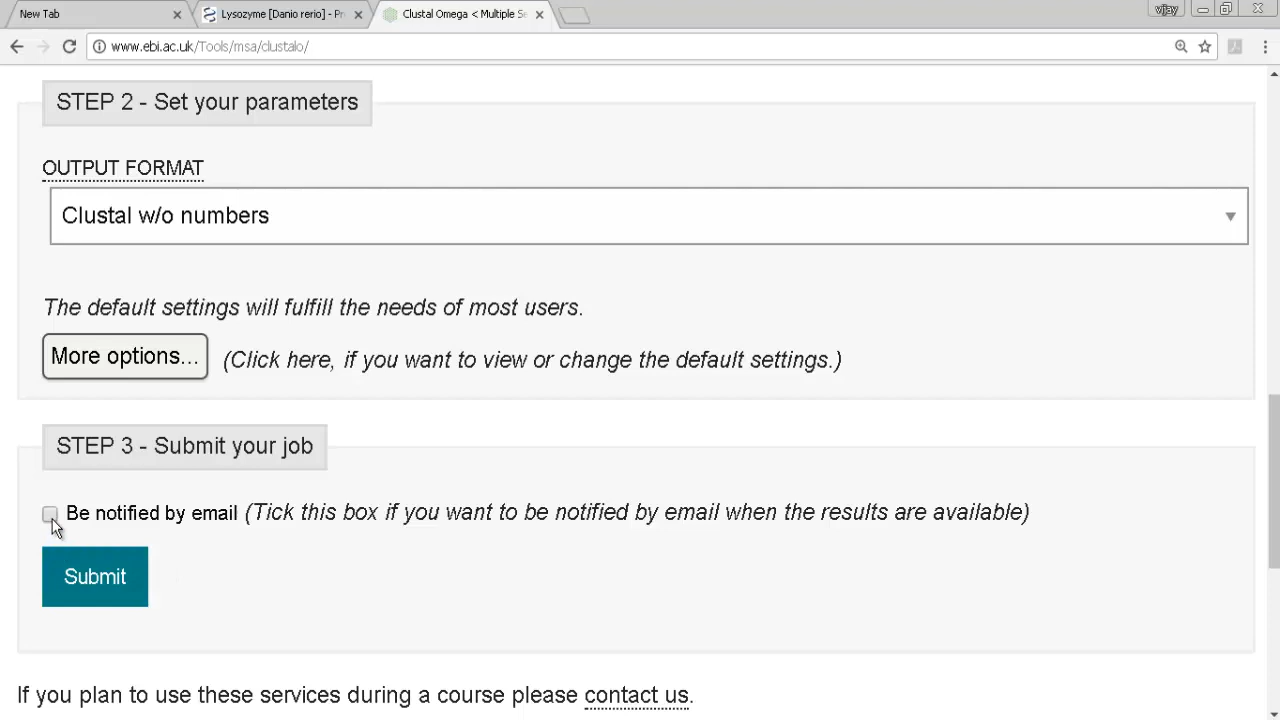 New Tab
Lysozyme [Danio rerio] - Pr
Clustal Omega < Multiple Se
vijay
www.ebi.ac.uk/Tools/msa/clustalo/
STEP 2 - Set your parameters
OUTPUT FORMAT
Clustal w/o numbers
The default settings will fulfill the needs of most users.
More options... (Click here, if you want to view or change the default settings.)
STEP 3 - Submit your job
Be notified by email (Tick this box if you want to be notified by email when the results are available)
Submit
If you plan to use these services during a course please contact us.